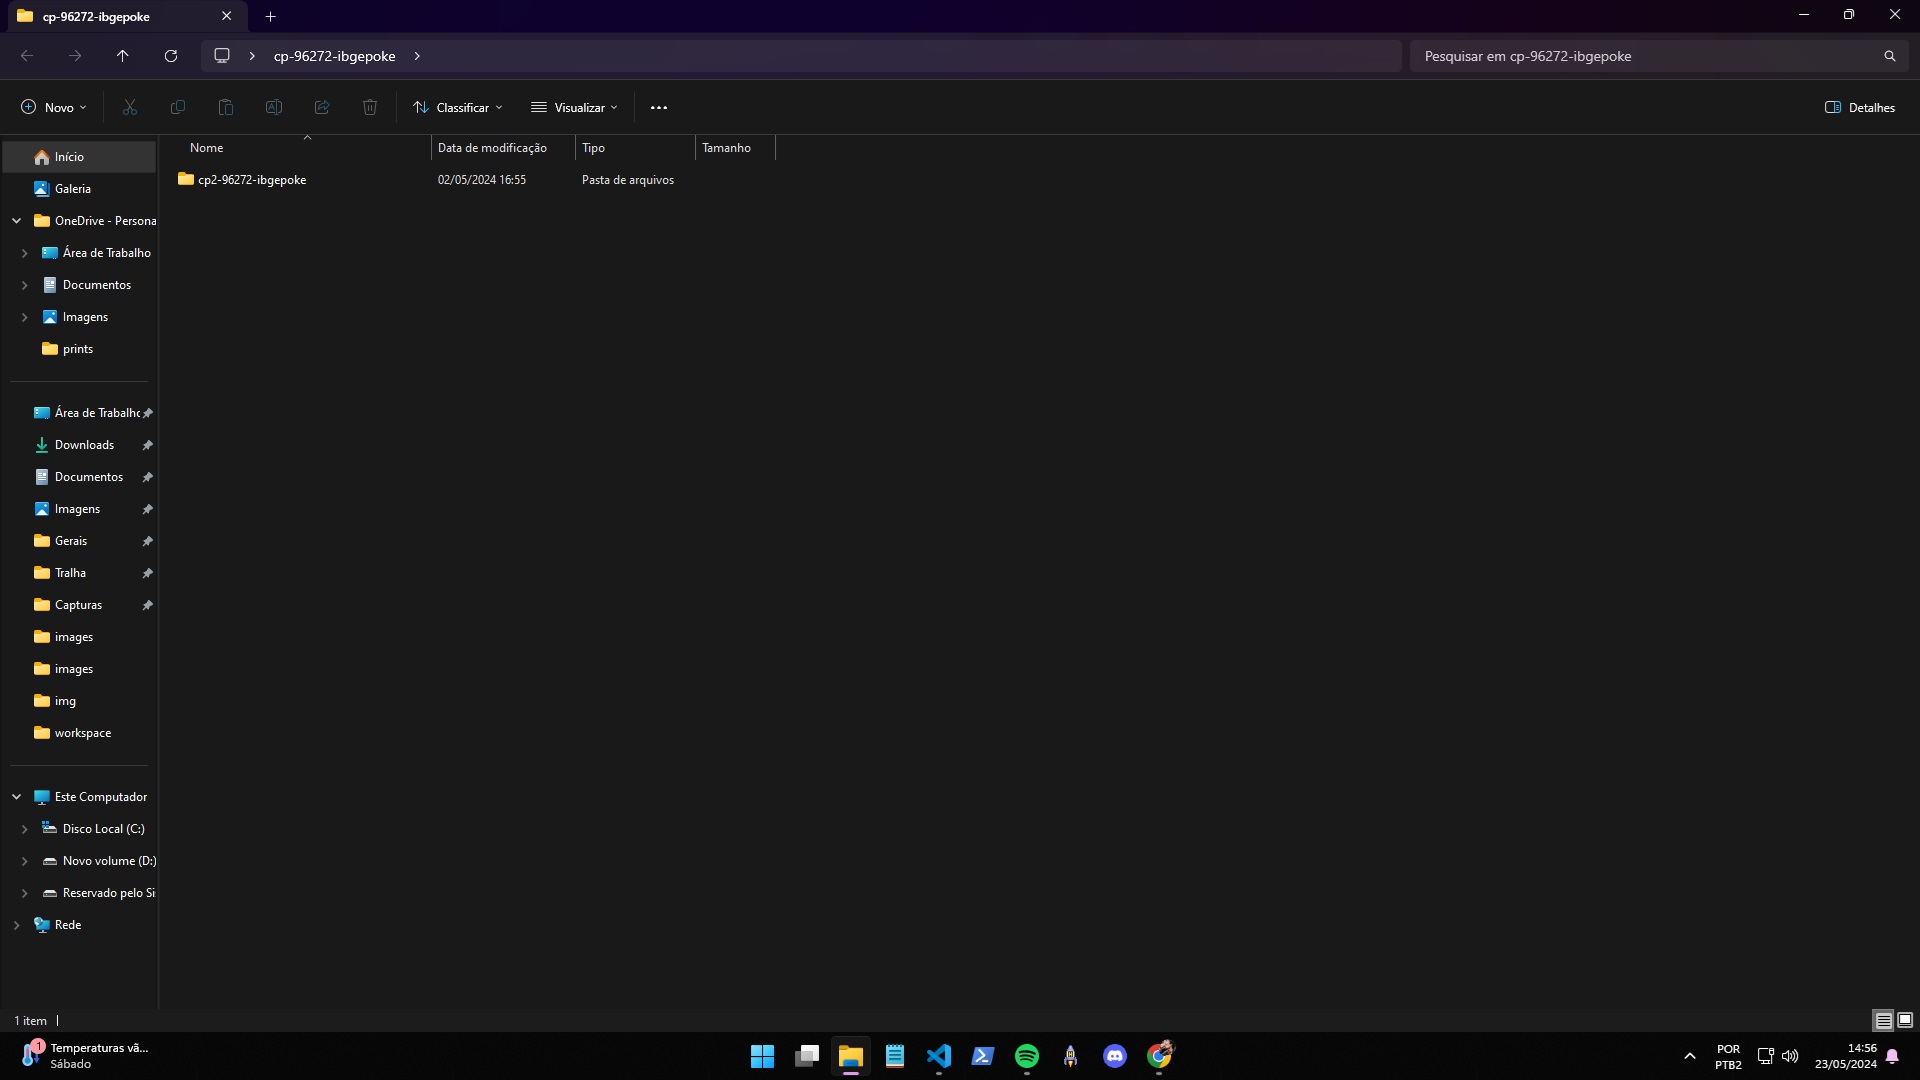 cp-96272-ibgepoke
cp-96272-ibgepoke
Pesquisar em cp-96272-ibgepoke
Novo
Classificar
Visualizar
Detalhes
Nome
Data de modificação
Tipo
Tamanho
cp2-96272-ibgepoke
02/05/2024 16:55
Pasta de arquivos
Início
Galeria
OneDrive - Persona
Área de Trabalho
Documentos
Imagens
prints
Área de Trabalho
Downloads
Documentos
Imagens
Gerais
Tralha
Capturas
images
images
img
workspace
Este Computador
Disco Local (C:)
Novo volume (D:)
Reservado pelo Si
Rede
1 item
1
Temperaturas vã...
Sábado
POR
PTB2
14:56
23/05/2024